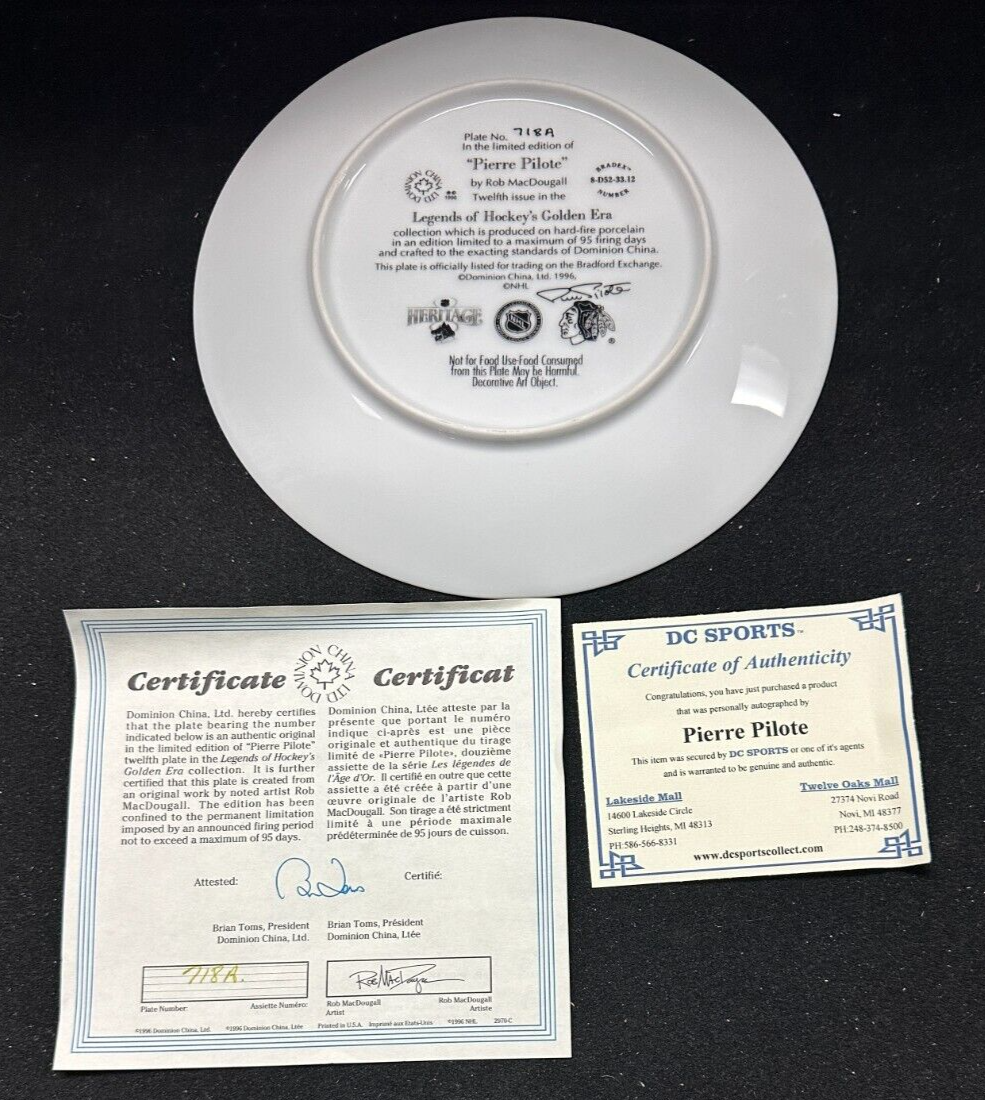 Plate No. 718A
In the limited edition of
"Pierre Pilote"
by Rob MacDougall
Twelfth issue in the
DOMINION CHINA LTD
© 1996
BRADEX™
8-D52-33.12
NUMBER
Legends of Hockey's Golden Era
collection which is produced on hard-fire porcelain
in an edition limited to a maximum of 95 firing days
and crafted to the exacting standards of Dominion China.
This plate is officially listed for trading on the Bradford Exchange.
©Dominion China, Ltd. 1996,
©NHL
HERITAGE
NHL
®
Not for Food Use-Food Consumed
from this Plate May be Harmful.
Decorative Art Object.
Certificate
DOMINION CHINA LTD
Certificat
Dominion China, Ltd. hereby certifies
that the plate bearing the number
indicated below is an authentic original
in the limited edition of "Pierre Pilote"
twelfth plate in the Legends of Hockey's
Golden Era collection. It is further
certified that this plate is created from
an original work by noted artist Rob
MacDougall. The edition has been
confined to the permanent limitation
imposed by an announced firing period
not to exceed a maximum of 95 days.
Dominion China, Ltée atteste par la
présente que portant le numéro
indique ci-après est une pièce
originale et authentique du tirage
limité de «Pierre Pilote», douzième
assiette de la série Les légendes de
l'Âge d'Or. Il certifié en outre que cette
assiette a été créée à partir d'une
œuvre originale de l'artiste Rob
MacDougall. Son tirage a été strictment
limité à une période maximale
prédéterminée de 95 jours de cuisson.
Attested:
Certifié:
Brian Toms, President
Dominion China, Ltd.
Brian Toms, Président
Dominion China, Ltée
718A.
Plate Number:
Assiette Numéro:
Rob MacDougall
Rob MacDougall
Artist
Rob MacDougall
Artiste
©1996 Dominion China, Ltd.
©1996 Dominion China, Ltée
Printed in U.S.A.
Imprimé aux Etats-Unis
©1996 NHL
2970-C
DC SPORTS™
Certificate of Authenticity
Congratulations, you have just purchased a product
that was personally autographed by
Pierre Pilote
This item was secured by DC SPORTS or one of it's agents
and is warranted to be genuine and authentic.
Lakeside Mall
14600 Lakeside Circle
Sterling Heights, MI 48313
PH:586-566-8331
Twelve Oaks Mall
27374 Novi Road
Novi, MI 48377
PH:248-374-8500
www.dcsportscollect.com